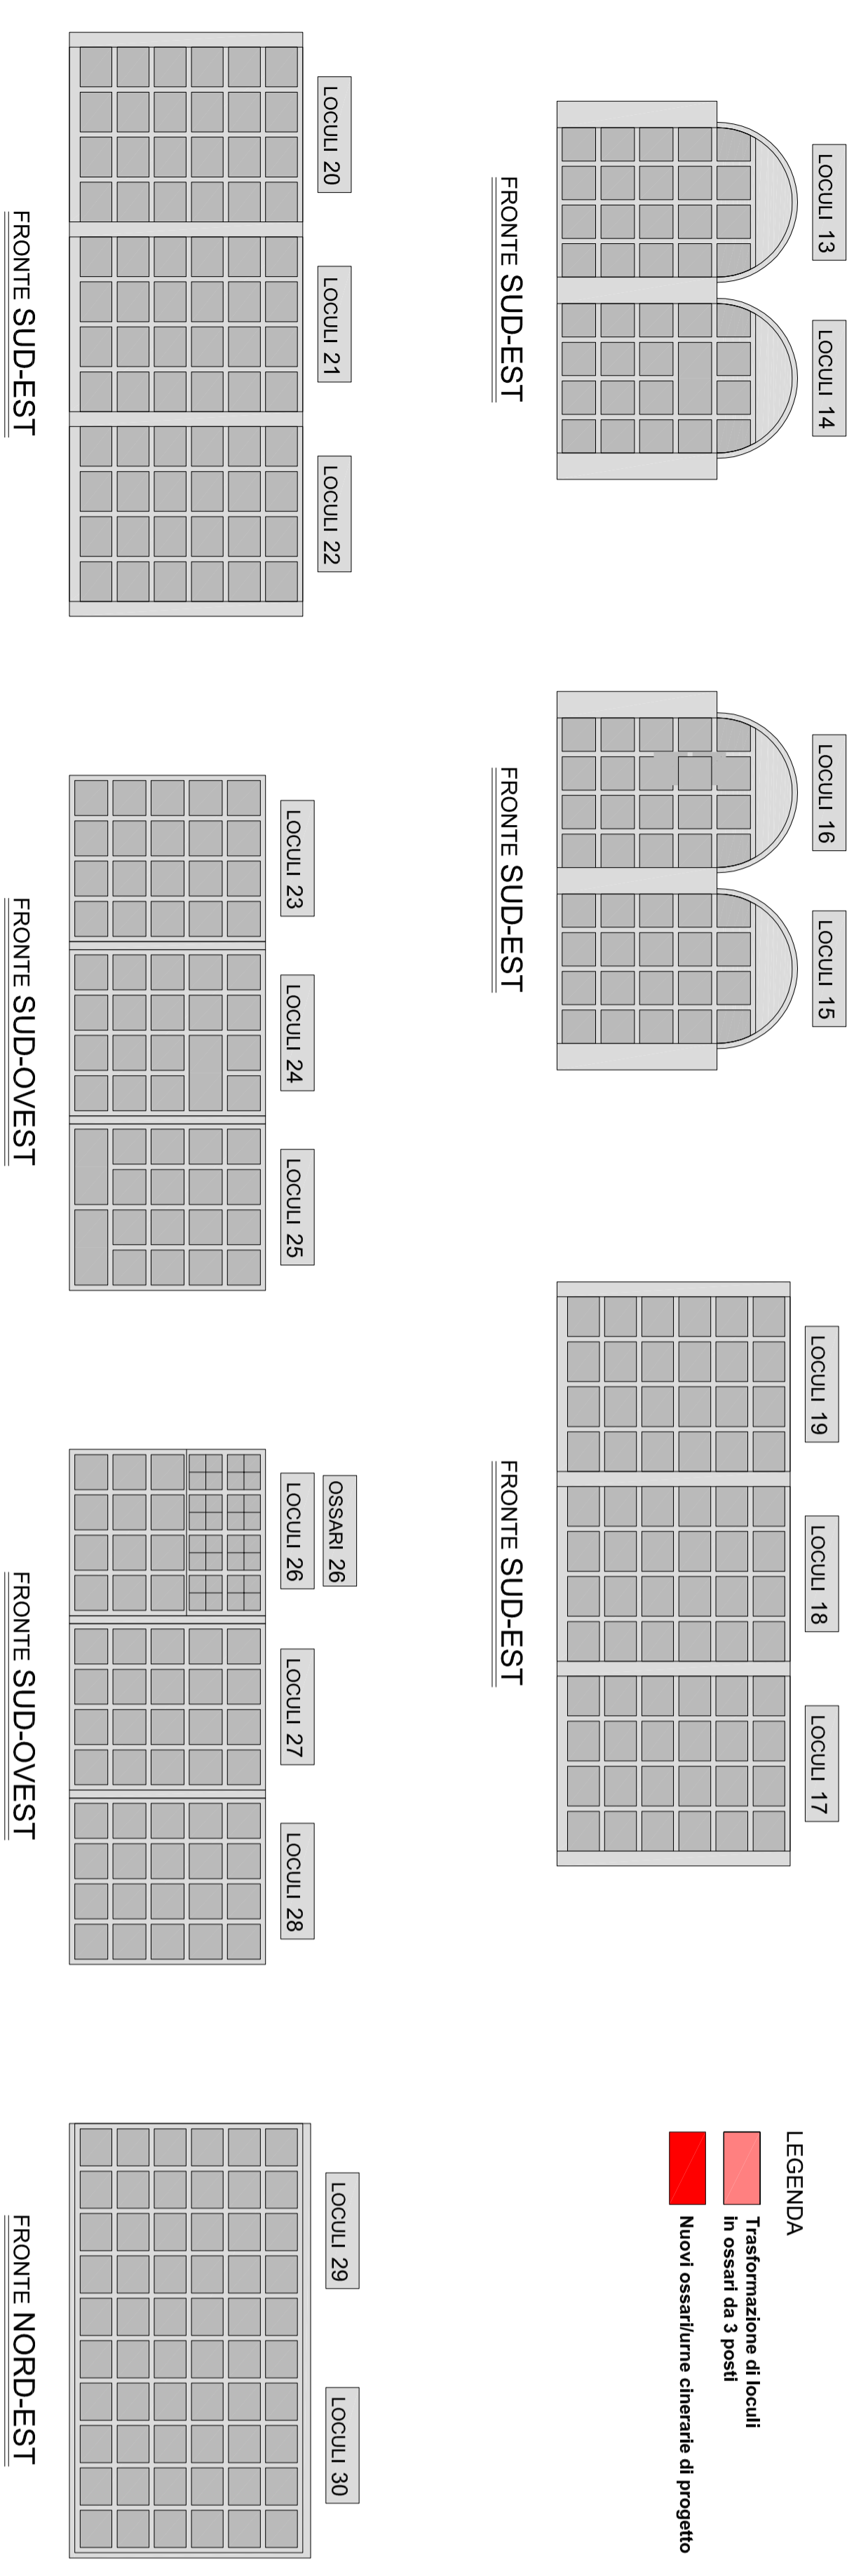 LOCULI 13
LOCULI 14
FRONTE SUD-EST
LOCULI 16
LOCULI 15
FRONTE SUD-EST
LOCULI 19
LOCULI 18
LOCULI 17
FRONTE SUD-EST
LEGENDA
Trasformazione di loculi
in ossari da 3 posti
Nuovi ossari/urne cinerarie di progetto
LOCULI 20
LOCULI 21
LOCULI 22
FRONTE SUD-EST
LOCULI 23
LOCULI 24
LOCULI 25
FRONTE SUD-OVEST
OSSARI 26
LOCULI 26
LOCULI 27
LOCULI 28
FRONTE SUD-OVEST
LOCULI 29
LOCULI 30
FRONTE NORD-EST